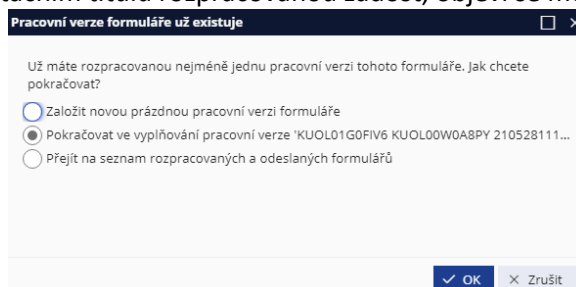 Pracovní verze formuláře už existuje
Už máte rozpracovanou nejméně jednu pracovní verzi tohoto formuláře. Jak chcete
pokračovat?
Založit novou prázdnou pracovní verzi formuláře
Pokračovat ve vyplňování pracovní verze 'KUOL01G0FIV6 KUOL00W0A8PY 210528111...
Přejít na seznam rozpracovaných a odeslaných formulářů
OK Zrušit